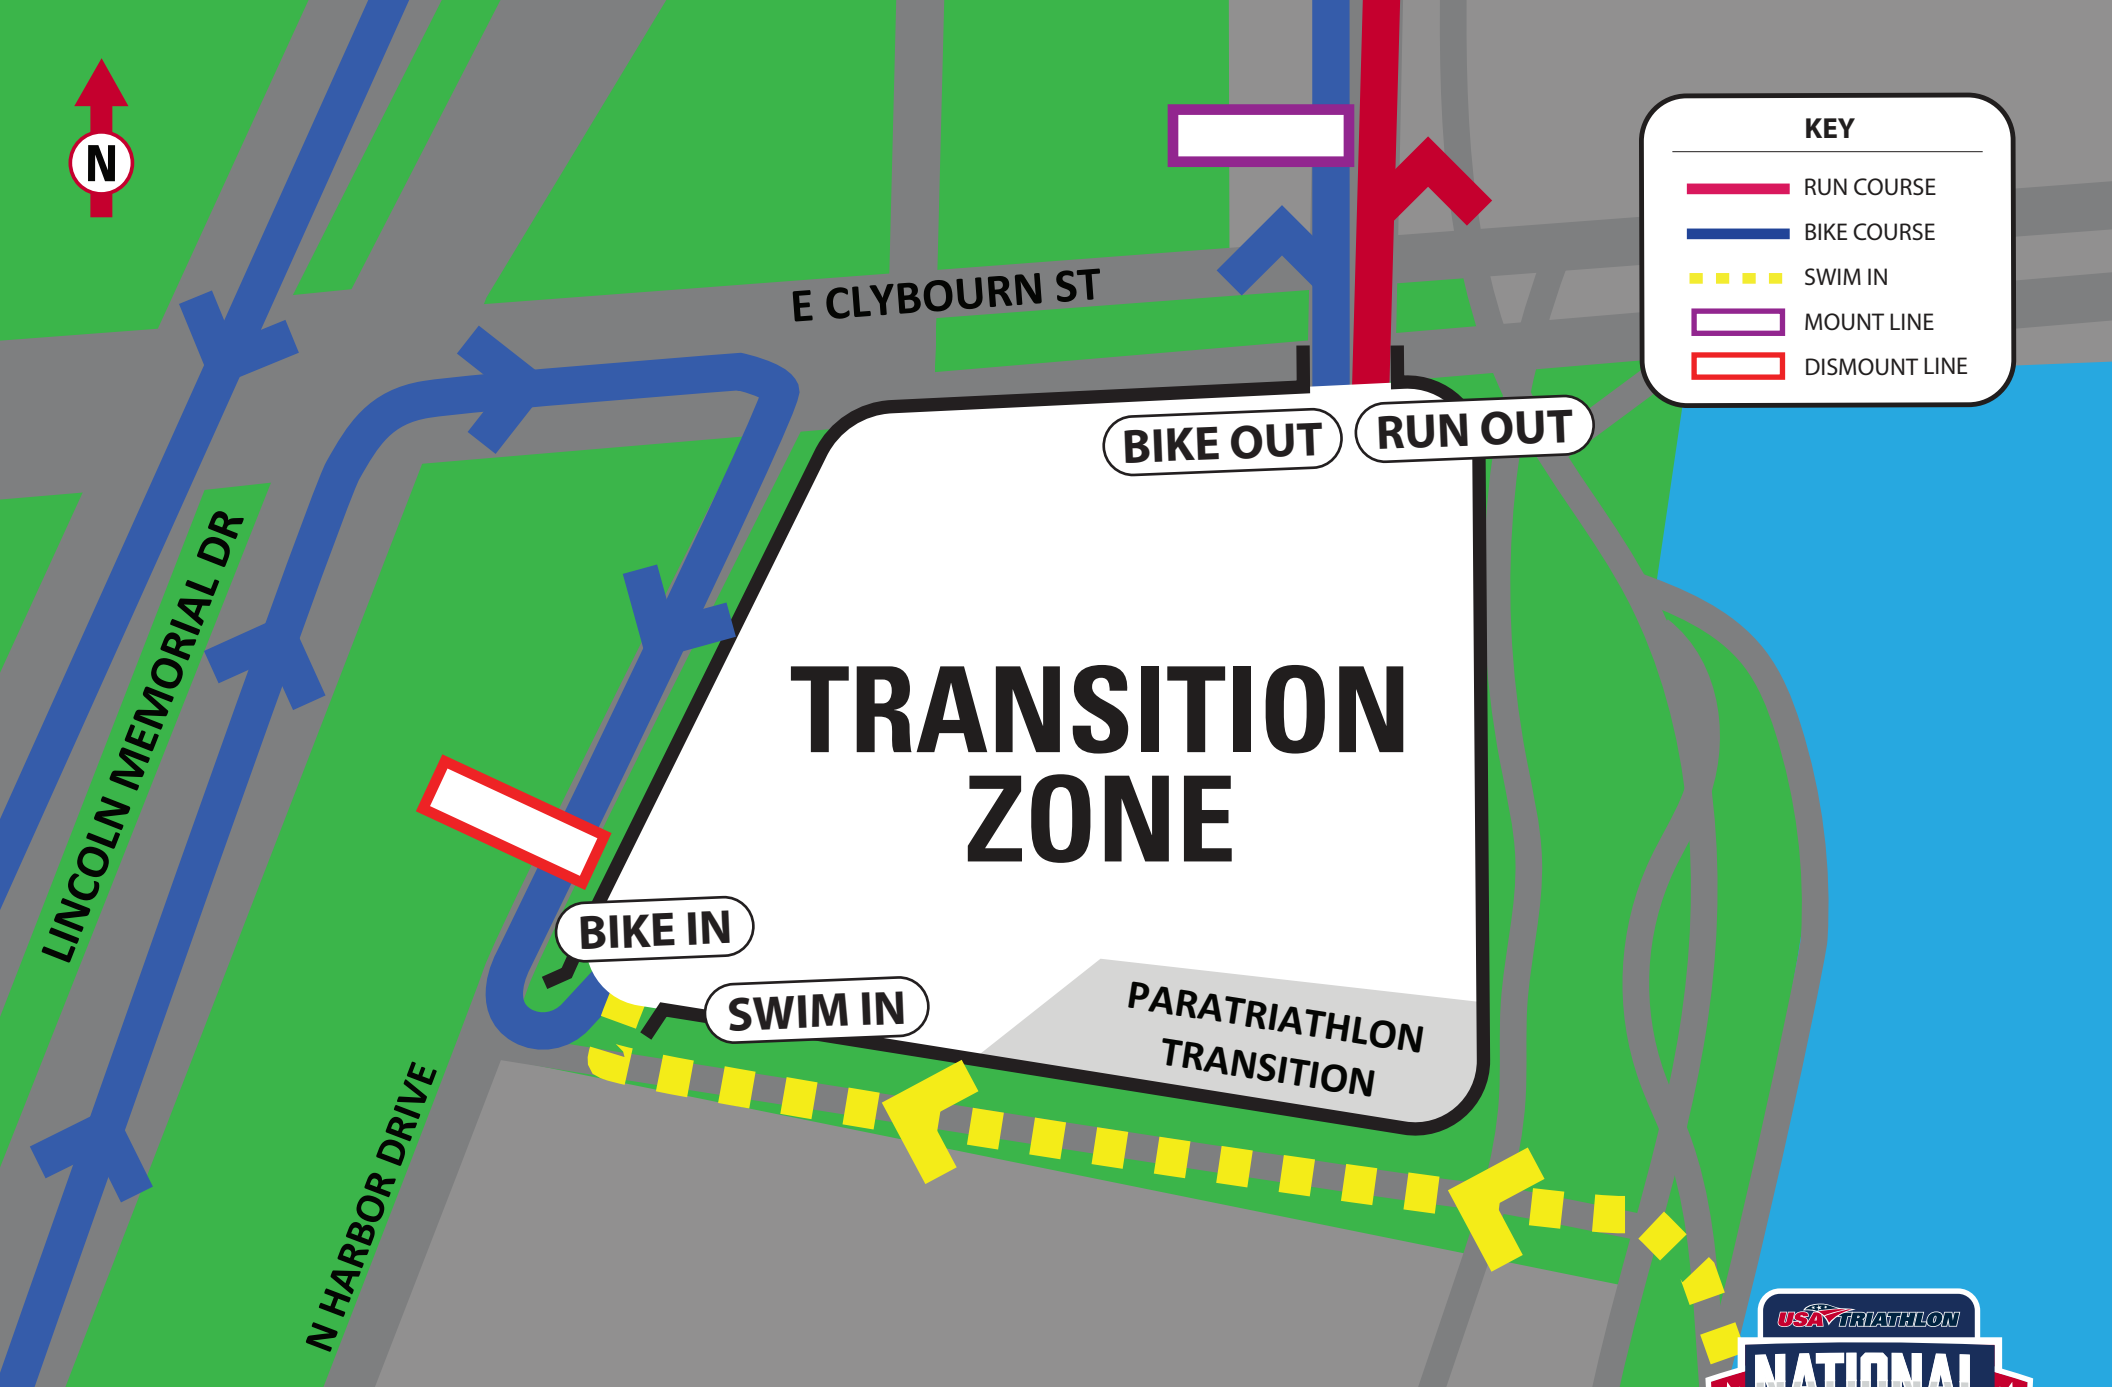 N
KEY
RUN COURSE
BIKE COURSE
SWIM IN
MOUNT LINE
DISMOUNT LINE
E CLYBOURN ST
BIKE OUT
RUN OUT
LINCOLN MEMORIAL DR
TRANSITION
ZONE
BIKE IN
SWIM IN
PARATRIATHLON
TRANSITION
N HARBOR DRIVE
USA TRIATHLON
NATIONAL